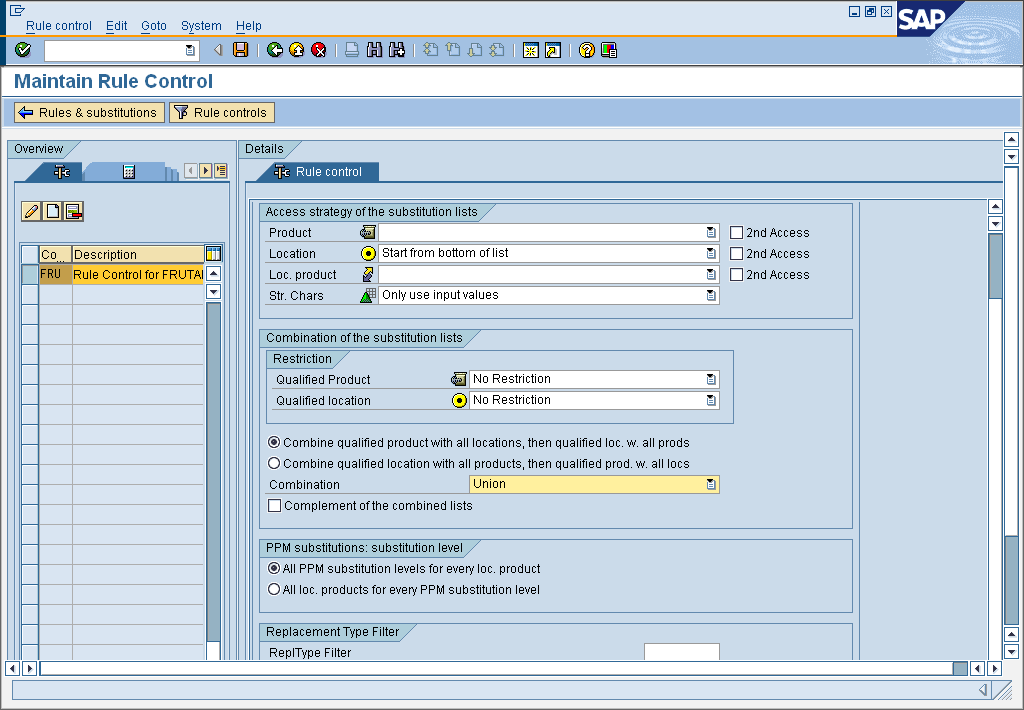 Rule control Edit Goto System Help
SAP
Maintain Rule Control
Rules & substitutions Rule controls
Overview
Co... Description
FRU Rule Control for FRUTA
Details
Rule control
Access strategy of the substitution lists
Product 2nd Access
Location Start from bottom of list 2nd Access
Loc. product 2nd Access
Str. Chars Only use input values
Combination of the substitution lists
Restriction
Qualified Product No Restriction
Qualified location No Restriction
Combine qualified product with all locations, then qualified loc. w. all prods
Combine qualified location with all products, then qualified prod. w. all locs
Combination Union
Complement of the combined lists
PPM substitutions: substitution level
All PPM substitution levels for every loc. product
All loc. products for every PPM substitution level
Replacement Type Filter
ReplType Filter